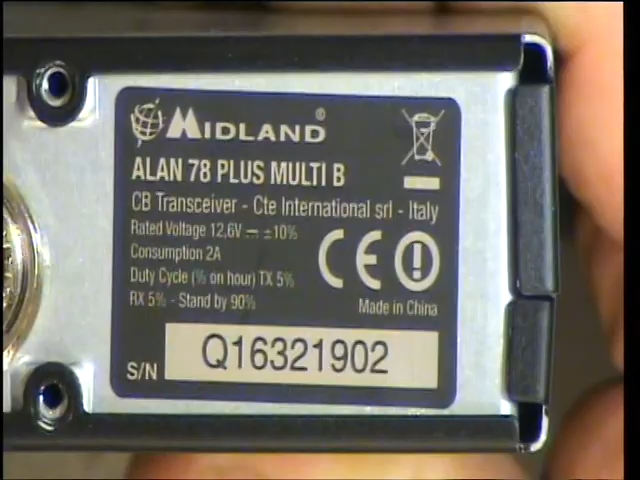 MIDLAND®
ALAN 78 PLUS MULTI B
CB Transceiver - Cte International srl - Italy
Rated Voltage 12,6V ⎓ ±10%
Consumption 2A
Duty Cycle (% on hour) TX 5%
RX 5% - Stand by 90%
CE
Made in China
S/N Q16321902